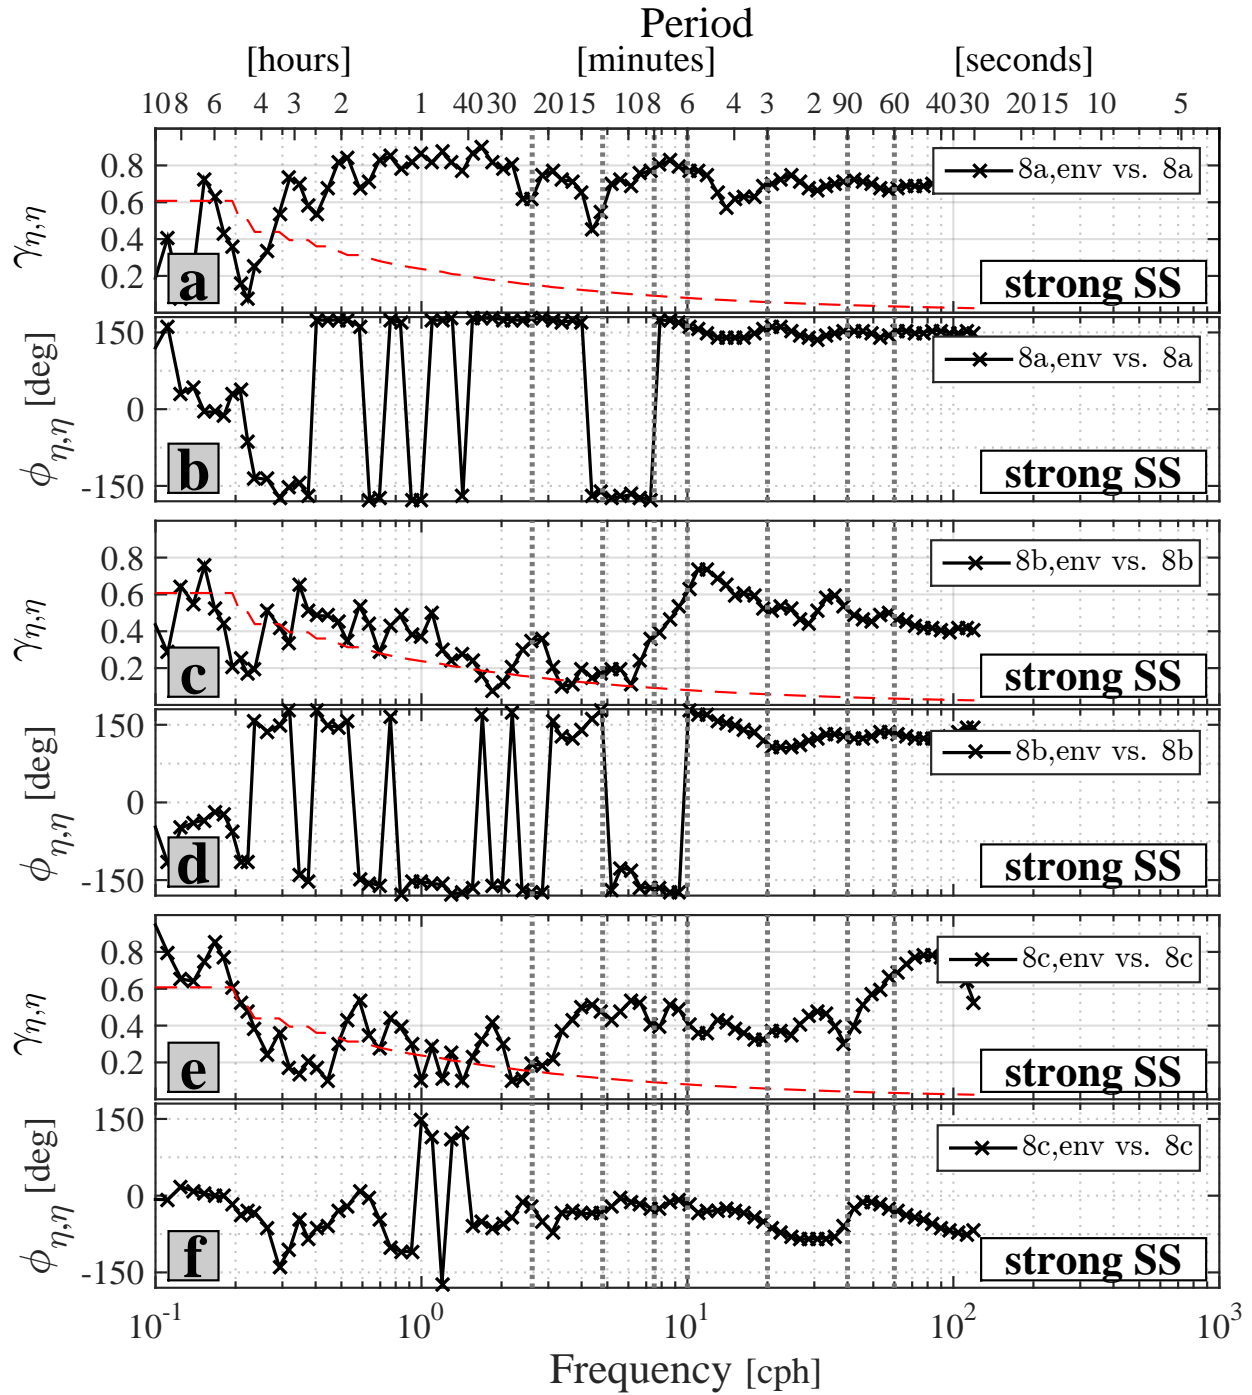 Period
[hours] [minutes] [seconds]
10 8 6 4 3 2 1 40 30 20 15 10 8 6 4 3 2 90 60 40 30 20 15 10 5
0.8
0.6
0.4
0.2
γη,η
8a,env vs. 8a
a
strong SS
150
0
-150
ϕη,η [deg]
8a,env vs. 8a
b
strong SS
0.8
0.6
0.4
0.2
γη,η
8b,env vs. 8b
c
strong SS
150
0
-150
ϕη,η [deg]
8b,env vs. 8b
d
strong SS
0.8
0.6
0.4
0.2
γη,η
8c,env vs. 8c
e
strong SS
150
0
-150
ϕη,η [deg]
8c,env vs. 8c
f
strong SS
10⁻¹ 10⁰ 10¹ 10² 10³
Frequency [cph]